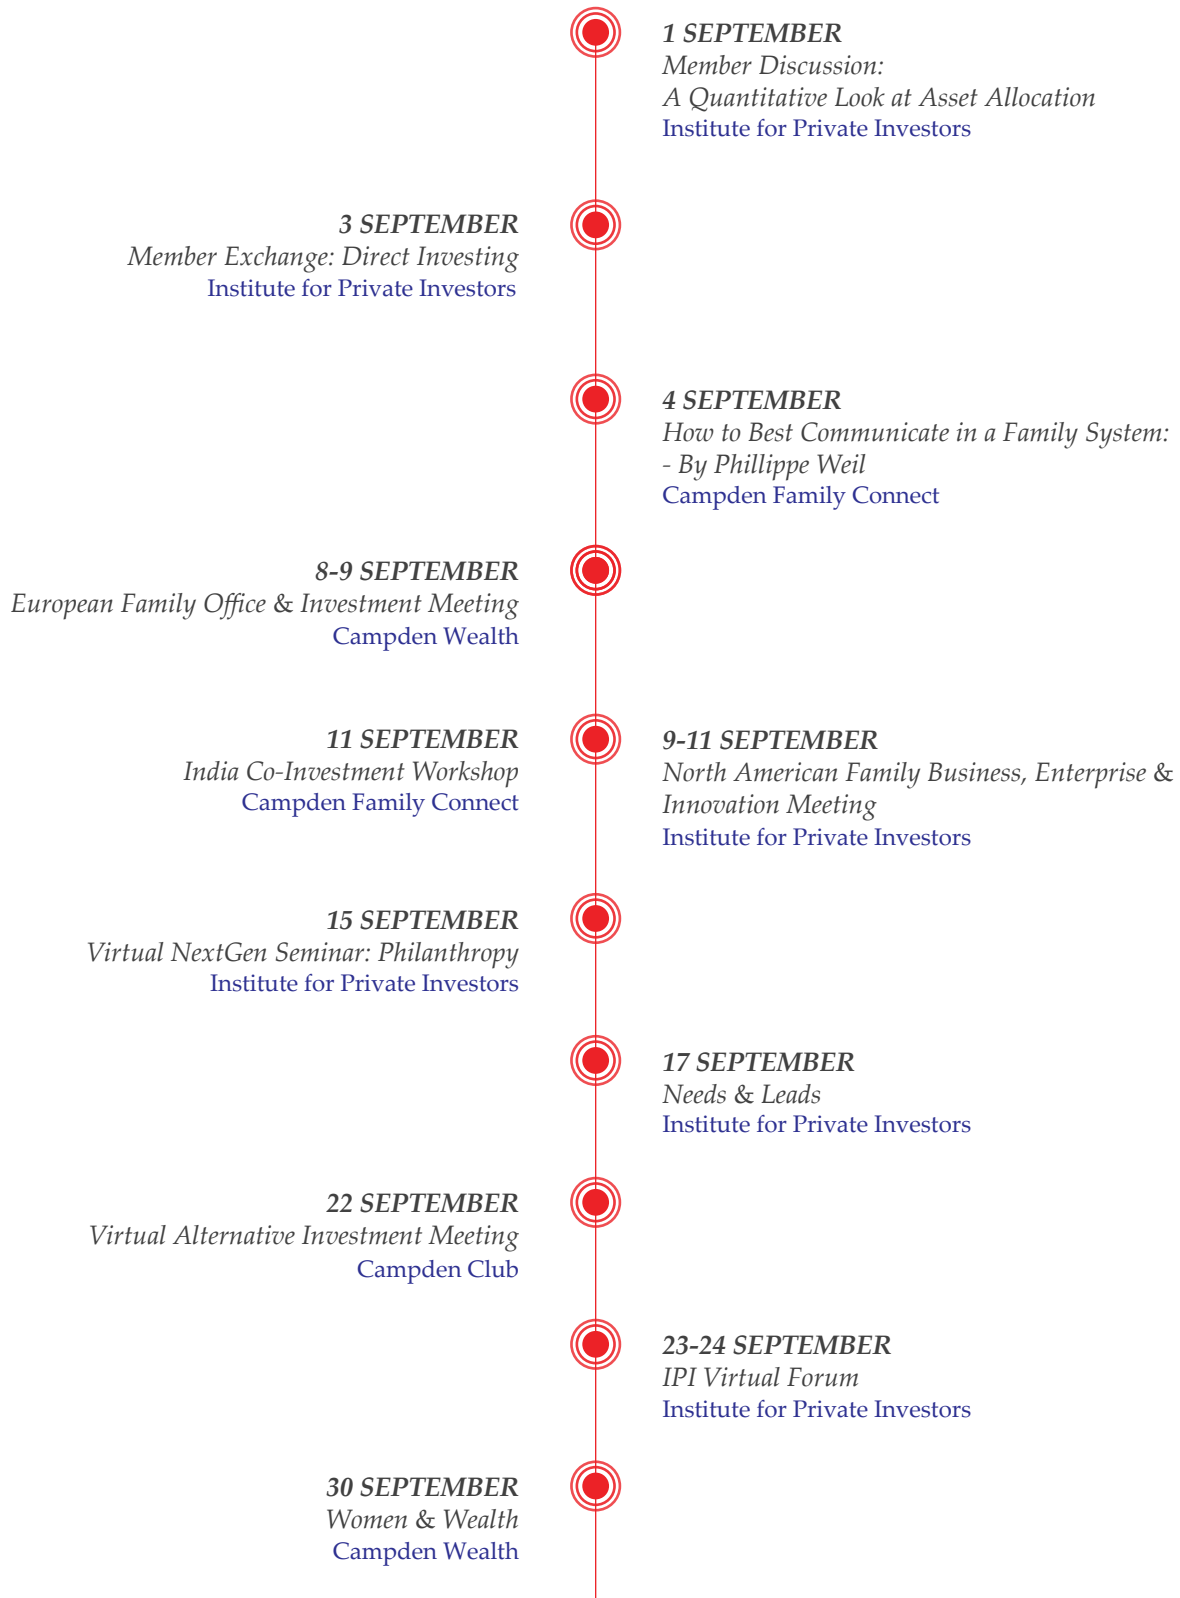 1 SEPTEMBER
Member Discussion:
A Quantitative Look at Asset Allocation
Institute for Private Investors
3 SEPTEMBER
Member Exchange: Direct Investing
Institute for Private Investors
4 SEPTEMBER
How to Best Communicate in a Family System:
- By Phillippe Weil
Campden Family Connect
8-9 SEPTEMBER
European Family Office & Investment Meeting
Campden Wealth
11 SEPTEMBER
India Co-Investment Workshop
Campden Family Connect
9-11 SEPTEMBER
North American Family Business, Enterprise &
Innovation Meeting
Institute for Private Investors
15 SEPTEMBER
Virtual NextGen Seminar: Philanthropy
Institute for Private Investors
17 SEPTEMBER
Needs & Leads
Institute for Private Investors
22 SEPTEMBER
Virtual Alternative Investment Meeting
Campden Club
23-24 SEPTEMBER
IPI Virtual Forum
Institute for Private Investors
30 SEPTEMBER
Women & Wealth
Campden Wealth